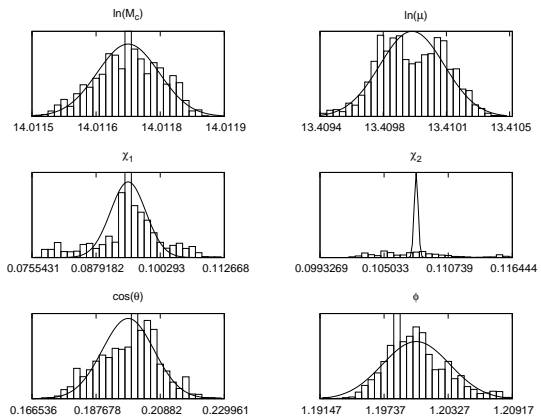 ln(M_c) ln(μ)
14.0115 14.0116 14.0118 14.0119 13.4094 13.4098 13.4101 13.4105
χ_1 χ_2
0.0755431 0.0879182 0.100293 0.112668 0.0993269 0.105033 0.110739 0.116444
cos(θ) ϕ
0.166536 0.187678 0.20882 0.229961 1.19147 1.19737 1.20327 1.20917